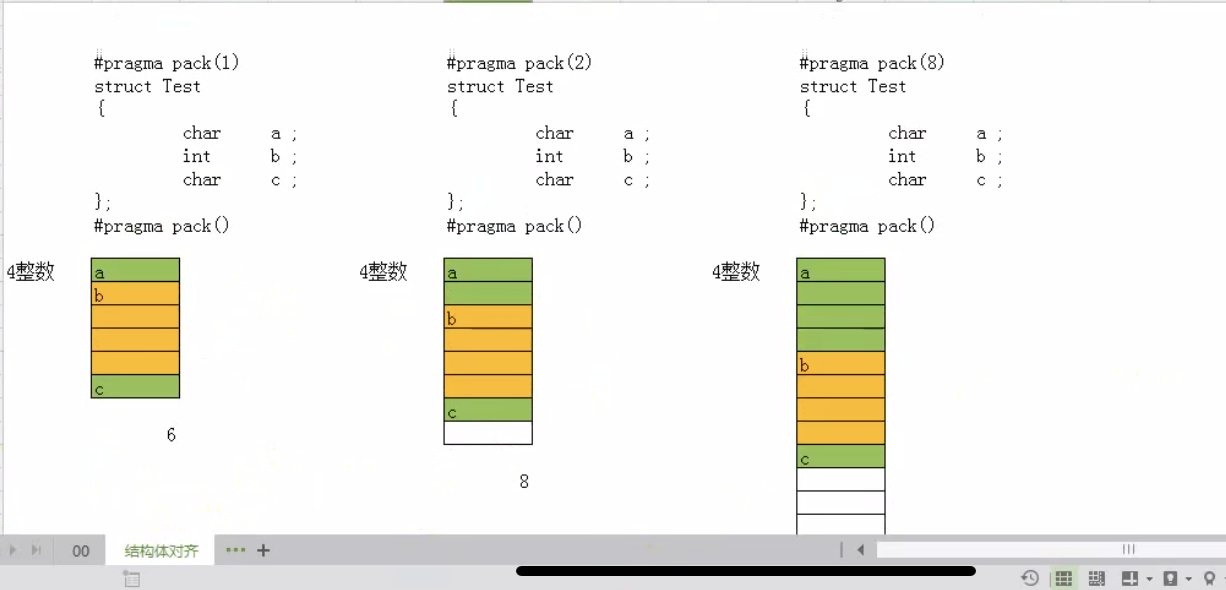 #pragma pack(1)
struct Test
{
char a ;
int b ;
char c ;
};
#pragma pack()
4整数
a
b
c
6
#pragma pack(2)
struct Test
{
char a ;
int b ;
char c ;
};
#pragma pack()
4整数
a
b
c
8
#pragma pack(8)
struct Test
{
char a ;
int b ;
char c ;
};
#pragma pack()
4整数
a
b
c
00 结构体对齐 ••• +